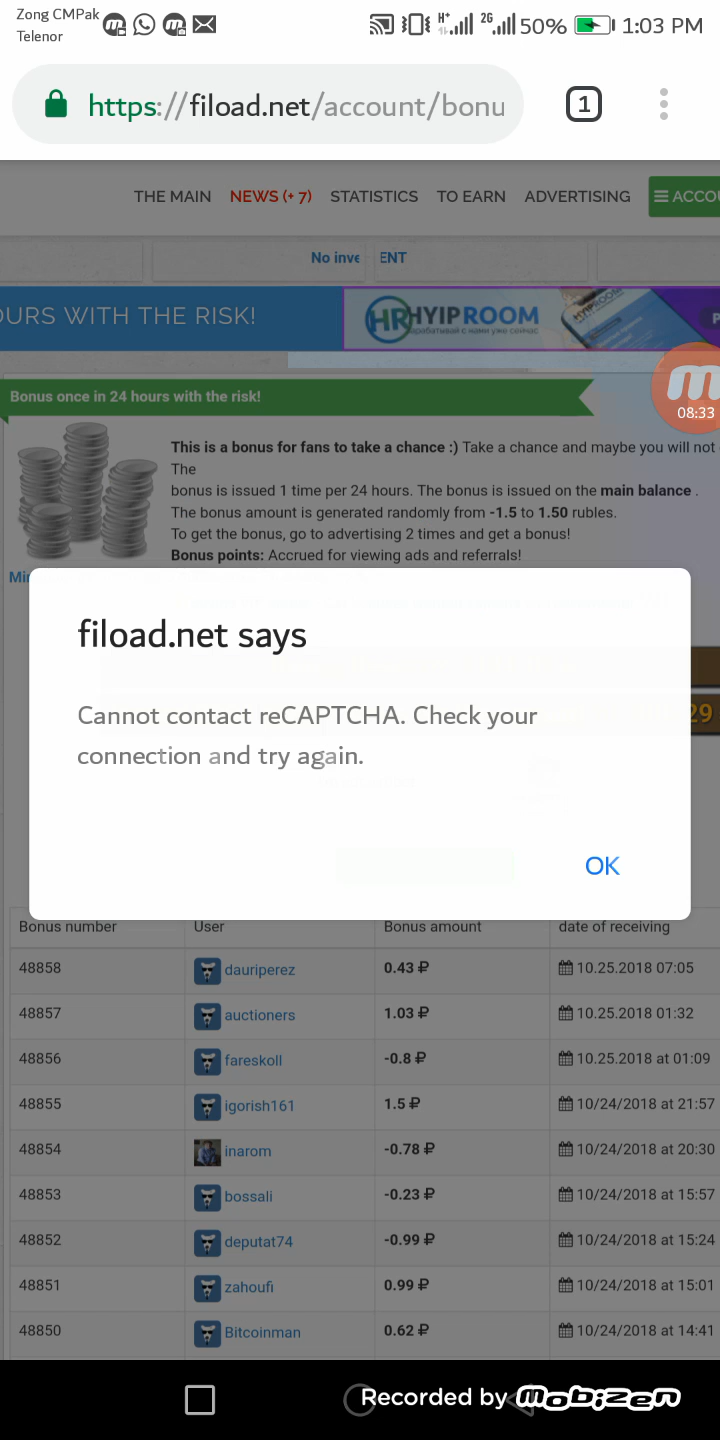 Zong CMPak
Telenor
H+ 2G 50% 1:03 PM
https://fiload.net/account/bonu
1
THE MAIN NEWS (+ 7) STATISTICS TO EARN ADVERTISING ACCOU
No inve ENT
OURS WITH THE RISK!
HR HYIPROOM
зарабатывай с нами уже сейчас
Bonus once in 24 hours with the risk!
08:33
This is a bonus for fans to take a chance :) Take a chance and maybe you will not
The
bonus is issued 1 time per 24 hours. The bonus is issued on the main balance .
The bonus amount is generated randomly from -1.5 to 1.50 rubles.
To get the bonus, go to advertising 2 times and get a bonus!
Bonus points: Accrued for viewing ads and referrals!
Min
fiload.net says
Cannot contact reCAPTCHA. Check your
connection and try again.
29
OK
Bonus number User Bonus amount date of receiving
48858 dauriperez 0.43 ₽ 10.25.2018 07:05
48857 auctioners 1.03 ₽ 10.25.2018 01:32
48856 fareskoll -0.8 ₽ 10.25.2018 at 01:09
48855 igorish161 1.5 ₽ 10/24/2018 at 21:57
48854 inarom -0.78 ₽ 10/24/2018 at 20:30
48853 bossali -0.23 ₽ 10/24/2018 at 15:57
48852 deputat74 -0.99 ₽ 10/24/2018 at 15:24
48851 zahoufi 0.99 ₽ 10/24/2018 at 15:01
48850 Bitcoinman 0.62 ₽ 10/24/2018 at 14:41
Recorded by Mobizen